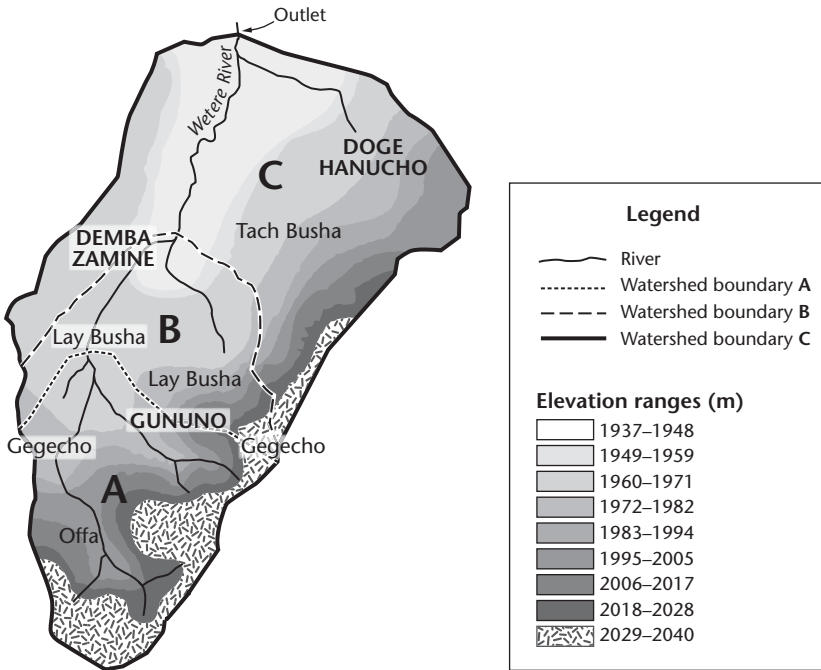 Outlet
Wetere River
DOGE
HANUCHO
C
Tach Busha
DEMBA
ZAMINE
B
Lay Busha
Lay Busha
GUNUNO
Gegecho
Gegecho
A
Offa
Legend
River
Watershed boundary A
Watershed boundary B
Watershed boundary C
Elevation ranges (m)
1937–1948
1949–1959
1960–1971
1972–1982
1983–1994
1995–2005
2006–2017
2018–2028
2029–2040